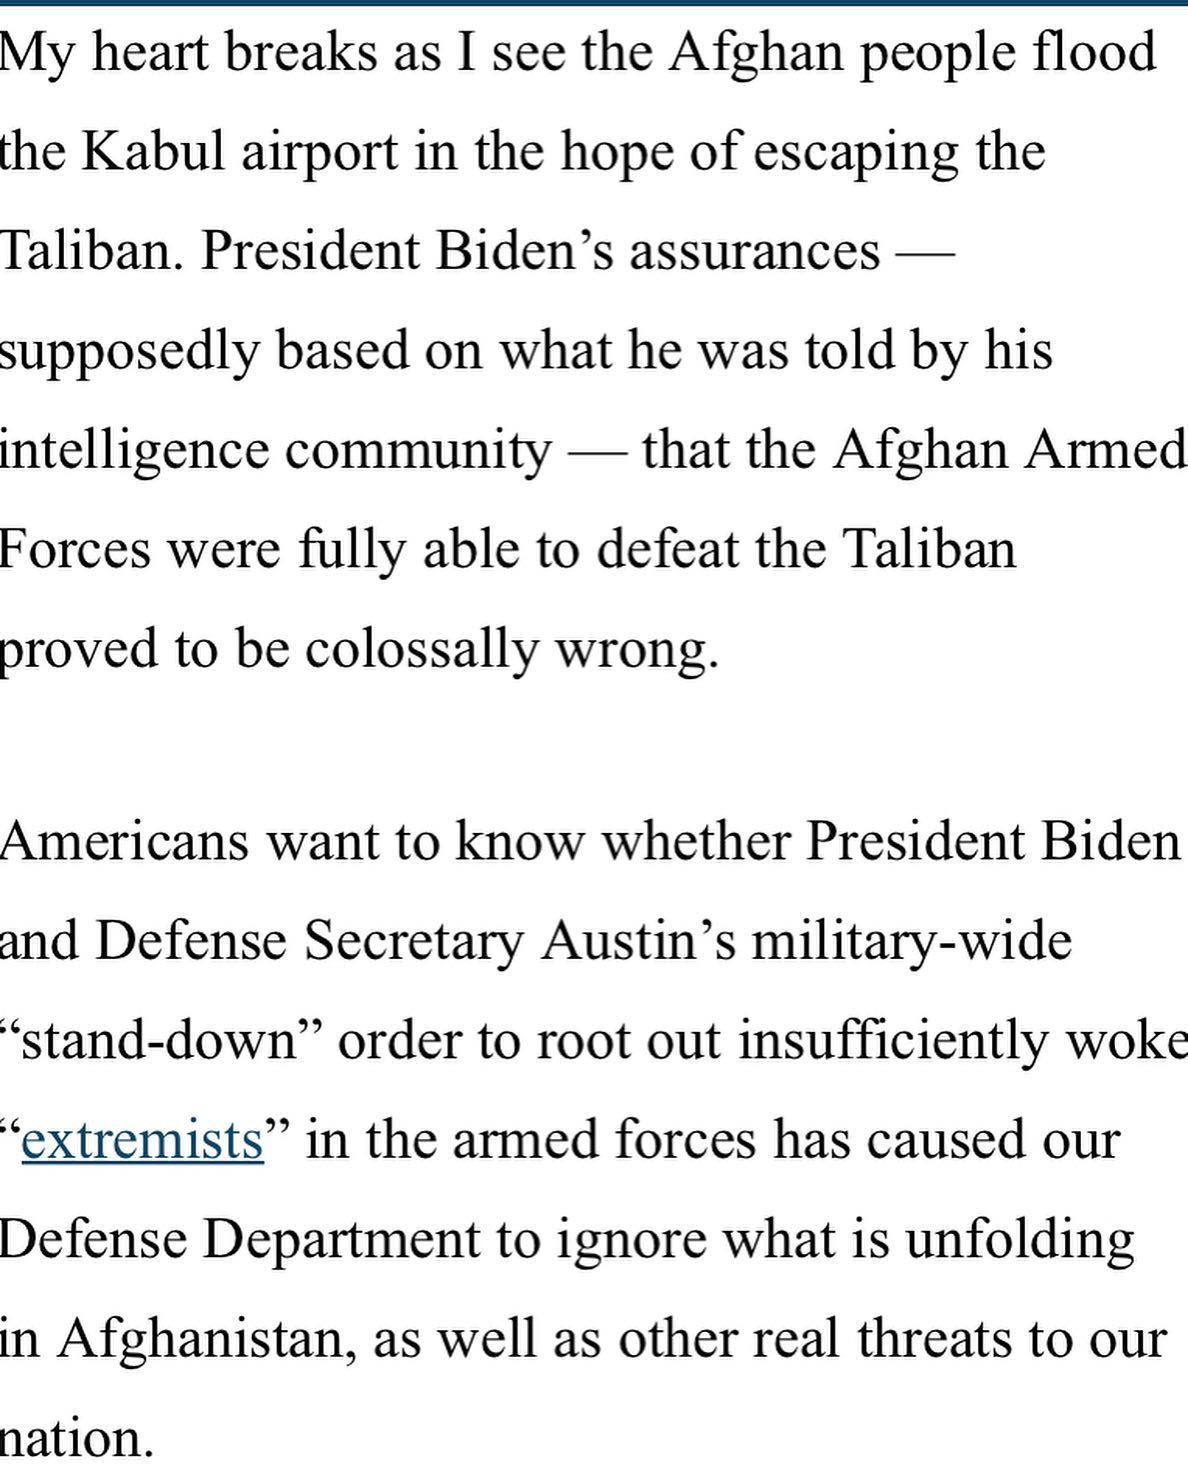 My heart breaks as I see the Afghan people flood
the Kabul airport in the hope of escaping the
Taliban. President Biden’s assurances —
supposedly based on what he was told by his
intelligence community — that the Afghan Armed
Forces were fully able to defeat the Taliban
proved to be colossally wrong.
Americans want to know whether President Biden
and Defense Secretary Austin’s military-wide
“stand-down” order to root out insufficiently woke
“extremists” in the armed forces has caused our
Defense Department to ignore what is unfolding
in Afghanistan, as well as other real threats to our
nation.